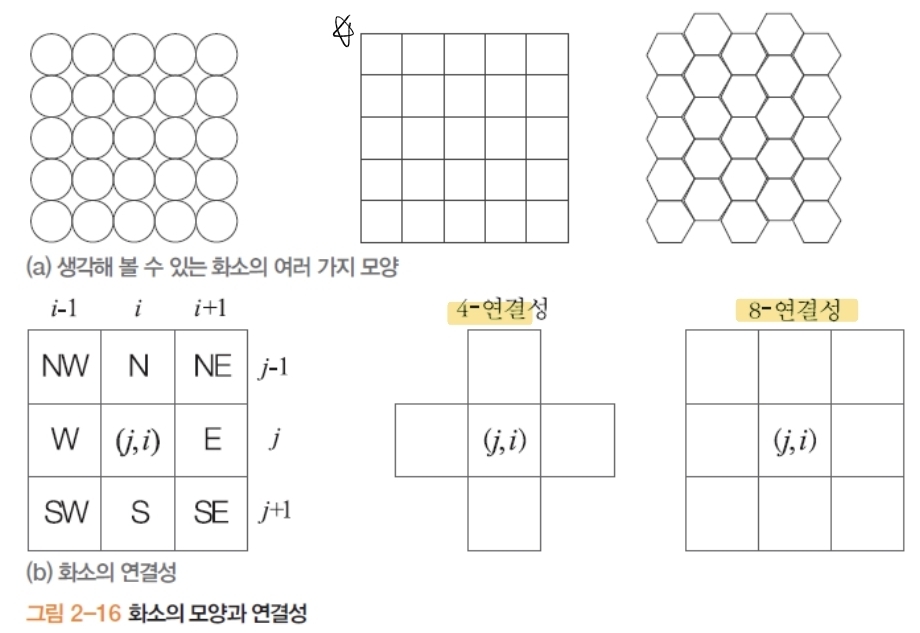 (a) 생각해 볼 수 있는 화소의 여러 가지 모양
i-1 i i+1 4-연결성 8-연결성
NW N NE j-1
W (j,i) E j (j,i) (j,i)
SW S SE j+1
(b) 화소의 연결성
그림 2-16 화소의 모양과 연결성